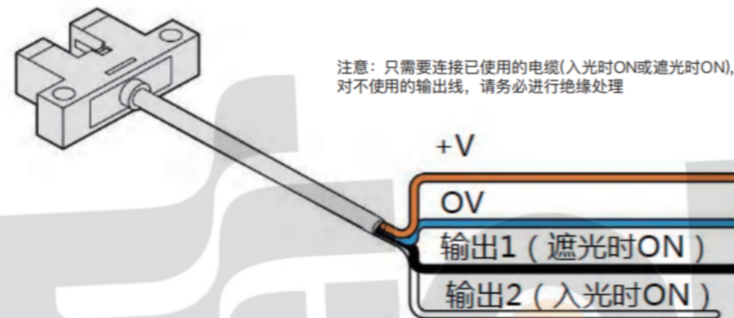 注意：只需要连接已使用的电缆(入光时ON或遮光时ON),
对不使用的输出线，请务必进行绝缘处理
+V
OV
输出1（遮光时ON）
输出2（入光时ON）